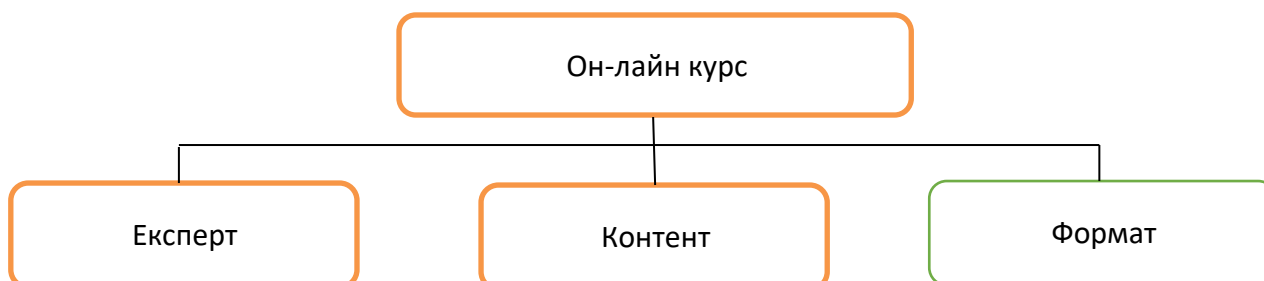 Он-лайн курс
Експерт
Контент
Формат